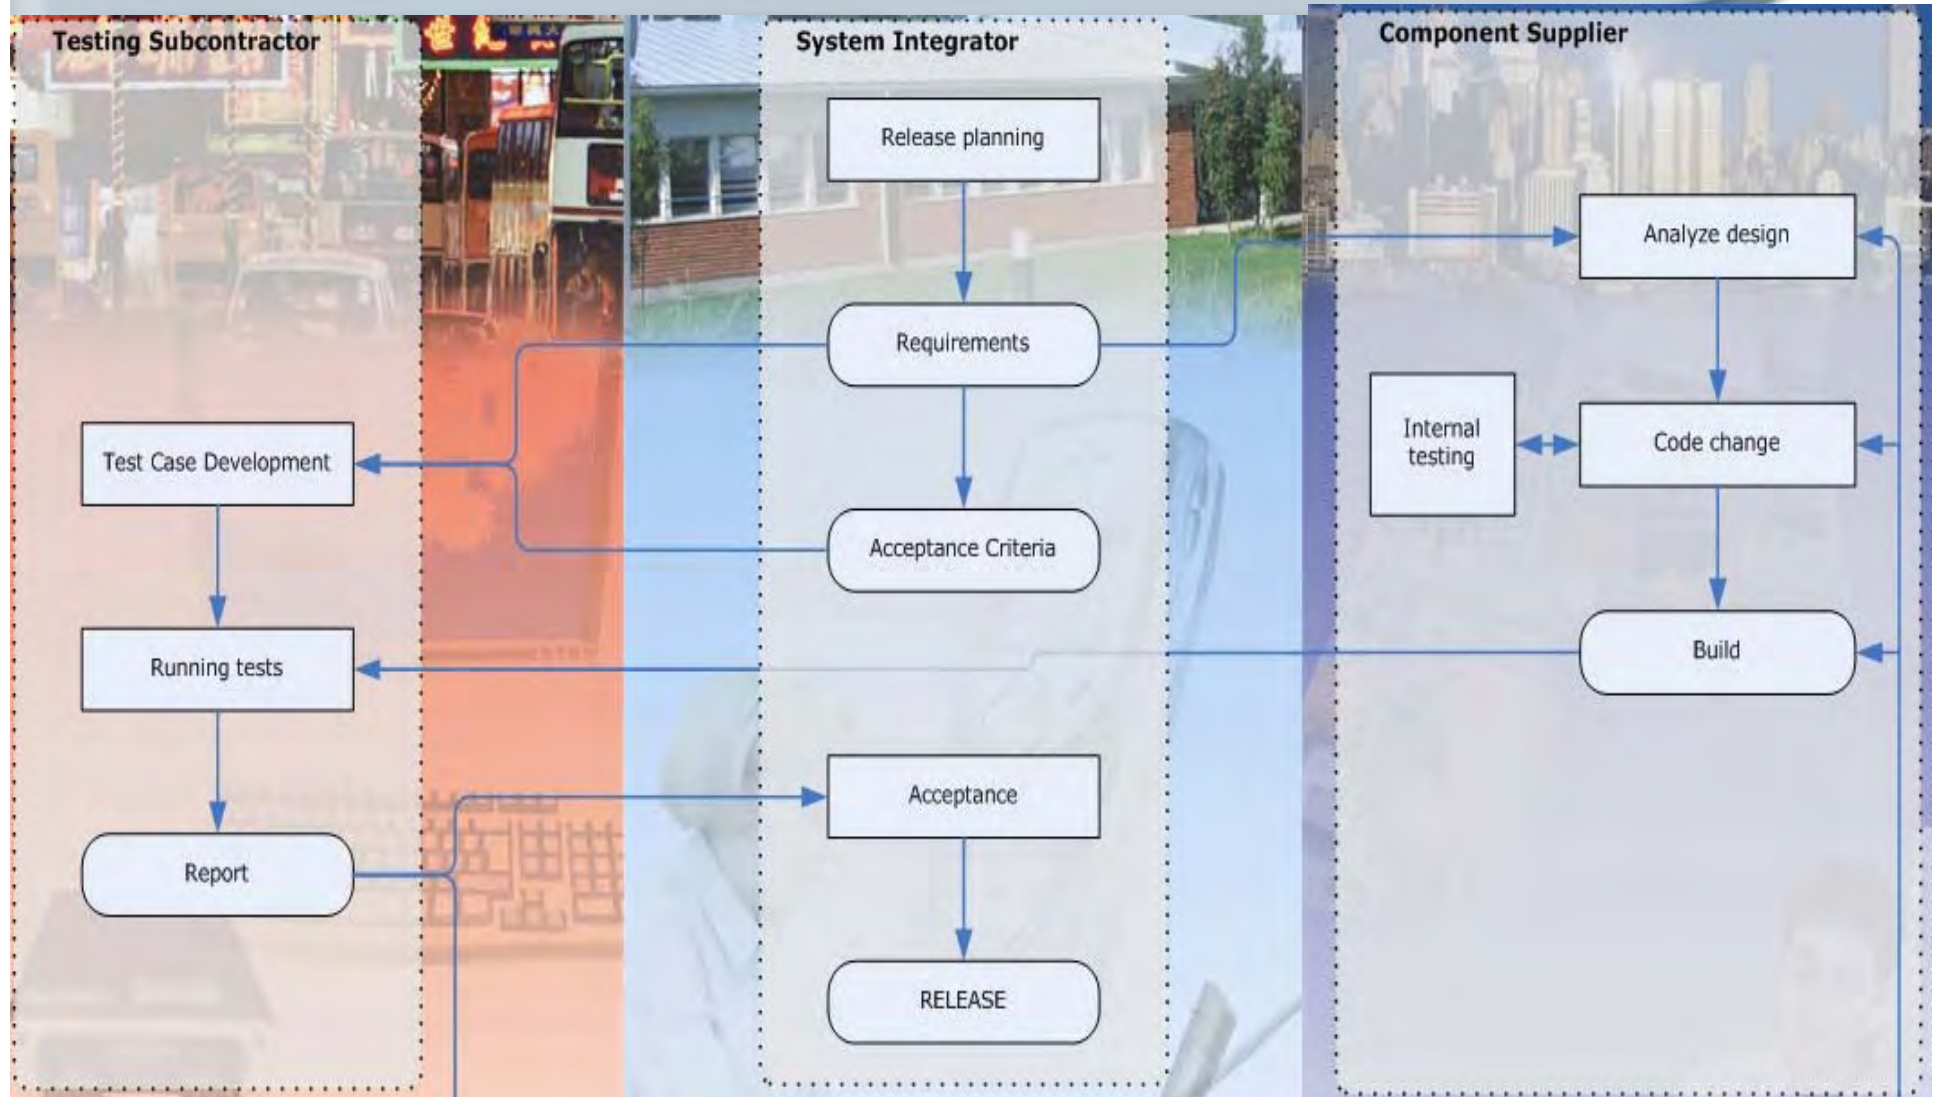 Testing Subcontractor
System Integrator
Component Supplier
Release planning
Analyze design
Requirements
Internal
testing
Code change
Test Case Development
Acceptance Criteria
Running tests
Build
Acceptance
Report
RELEASE